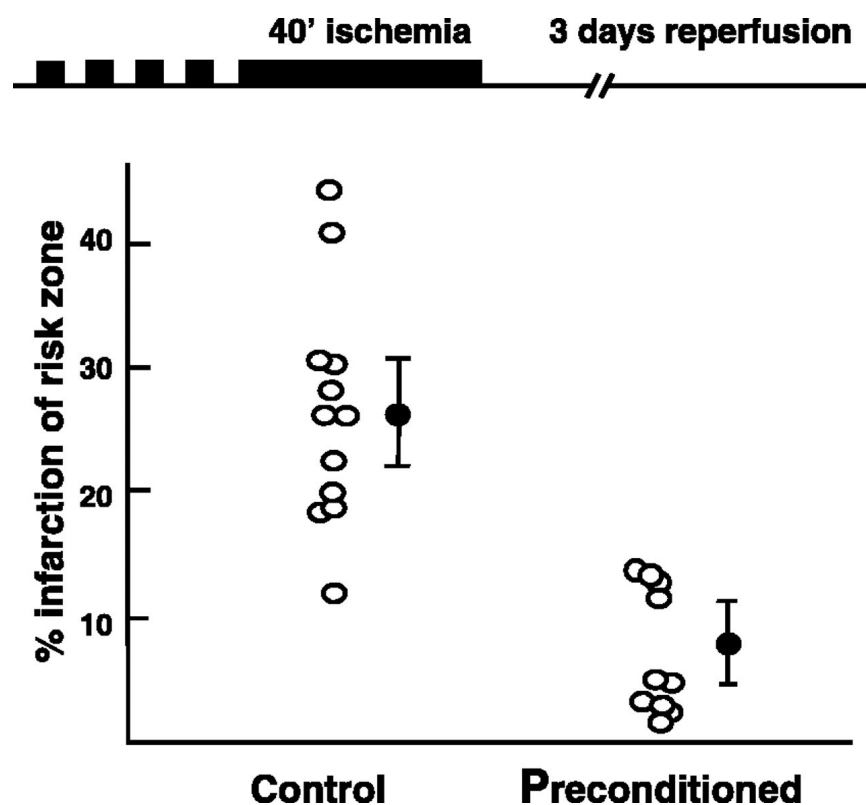 40' ischemia 3 days reperfusion
% infarction of risk zone
40
30
20
10
Control Preconditioned